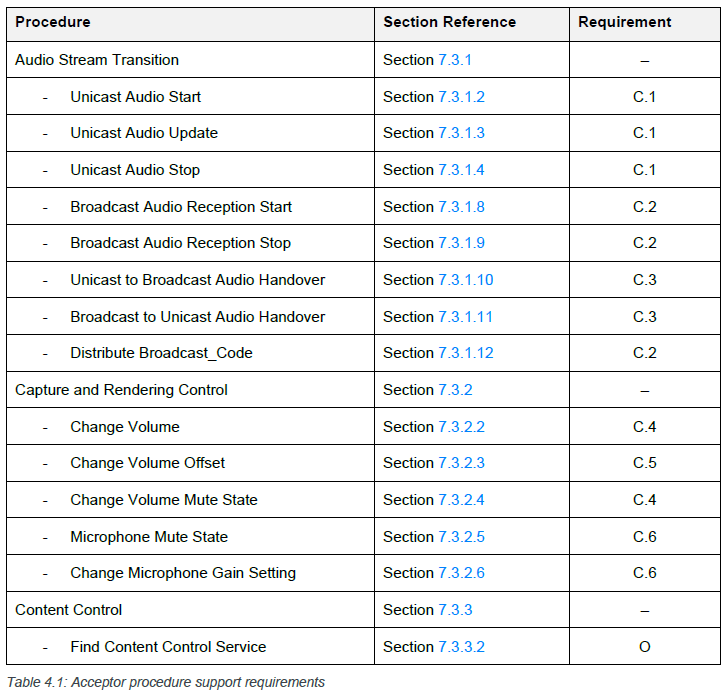 Procedure Section Reference Requirement
Audio Stream Transition Section 7.3.1 –
- Unicast Audio Start Section 7.3.1.2 C.1
- Unicast Audio Update Section 7.3.1.3 C.1
- Unicast Audio Stop Section 7.3.1.4 C.1
- Broadcast Audio Reception Start Section 7.3.1.8 C.2
- Broadcast Audio Reception Stop Section 7.3.1.9 C.2
- Unicast to Broadcast Audio Handover Section 7.3.1.10 C.3
- Broadcast to Unicast Audio Handover Section 7.3.1.11 C.3
- Distribute Broadcast_Code Section 7.3.1.12 C.2
Capture and Rendering Control Section 7.3.2 –
- Change Volume Section 7.3.2.2 C.4
- Change Volume Offset Section 7.3.2.3 C.5
- Change Volume Mute State Section 7.3.2.4 C.4
- Microphone Mute State Section 7.3.2.5 C.6
- Change Microphone Gain Setting Section 7.3.2.6 C.6
Content Control Section 7.3.3 –
- Find Content Control Service Section 7.3.3.2 O
Table 4.1: Acceptor procedure support requirements